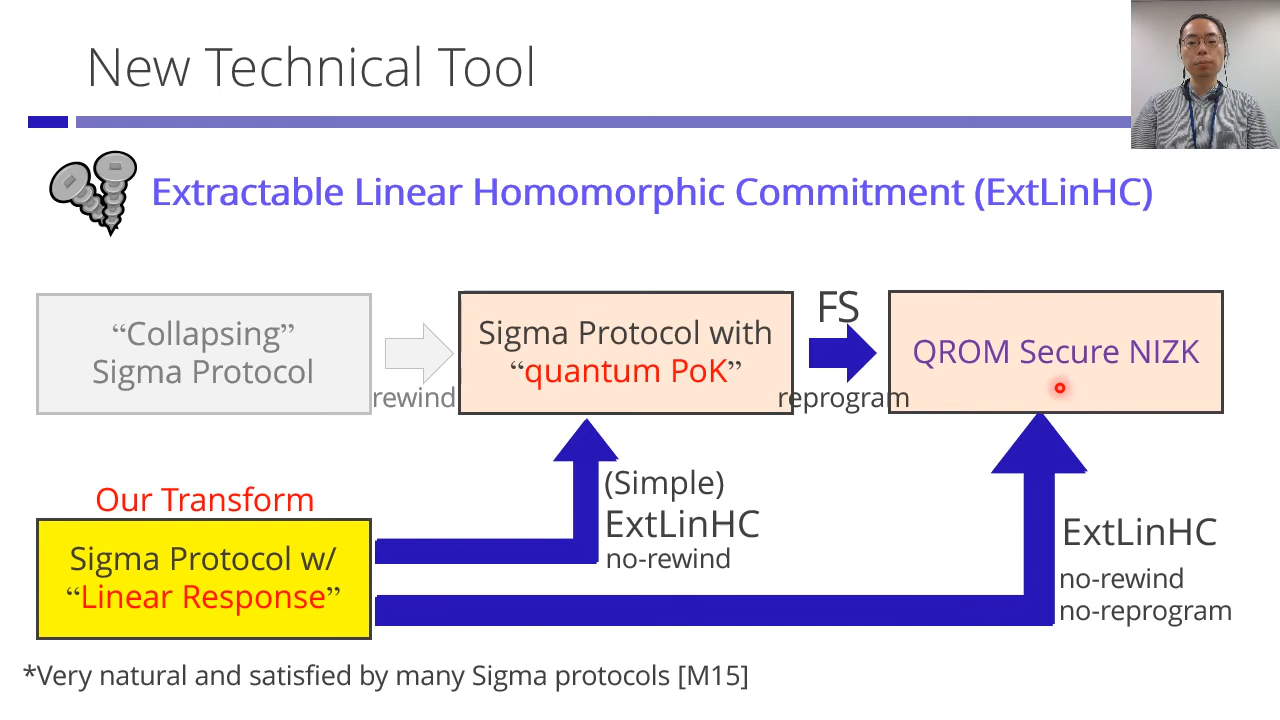 New Technical Tool
Extractable Linear Homomorphic Commitment (ExtLinHC)
“Collapsing”
Sigma Protocol
rewind
Sigma Protocol with
“quantum PoK”
FS
reprogram
QROM Secure NIZK
Our Transform
Sigma Protocol w/
“Linear Response”
(Simple)
ExtLinHC
no-rewind
ExtLinHC
no-rewind
no-reprogram
*Very natural and satisfied by many Sigma protocols [M15]